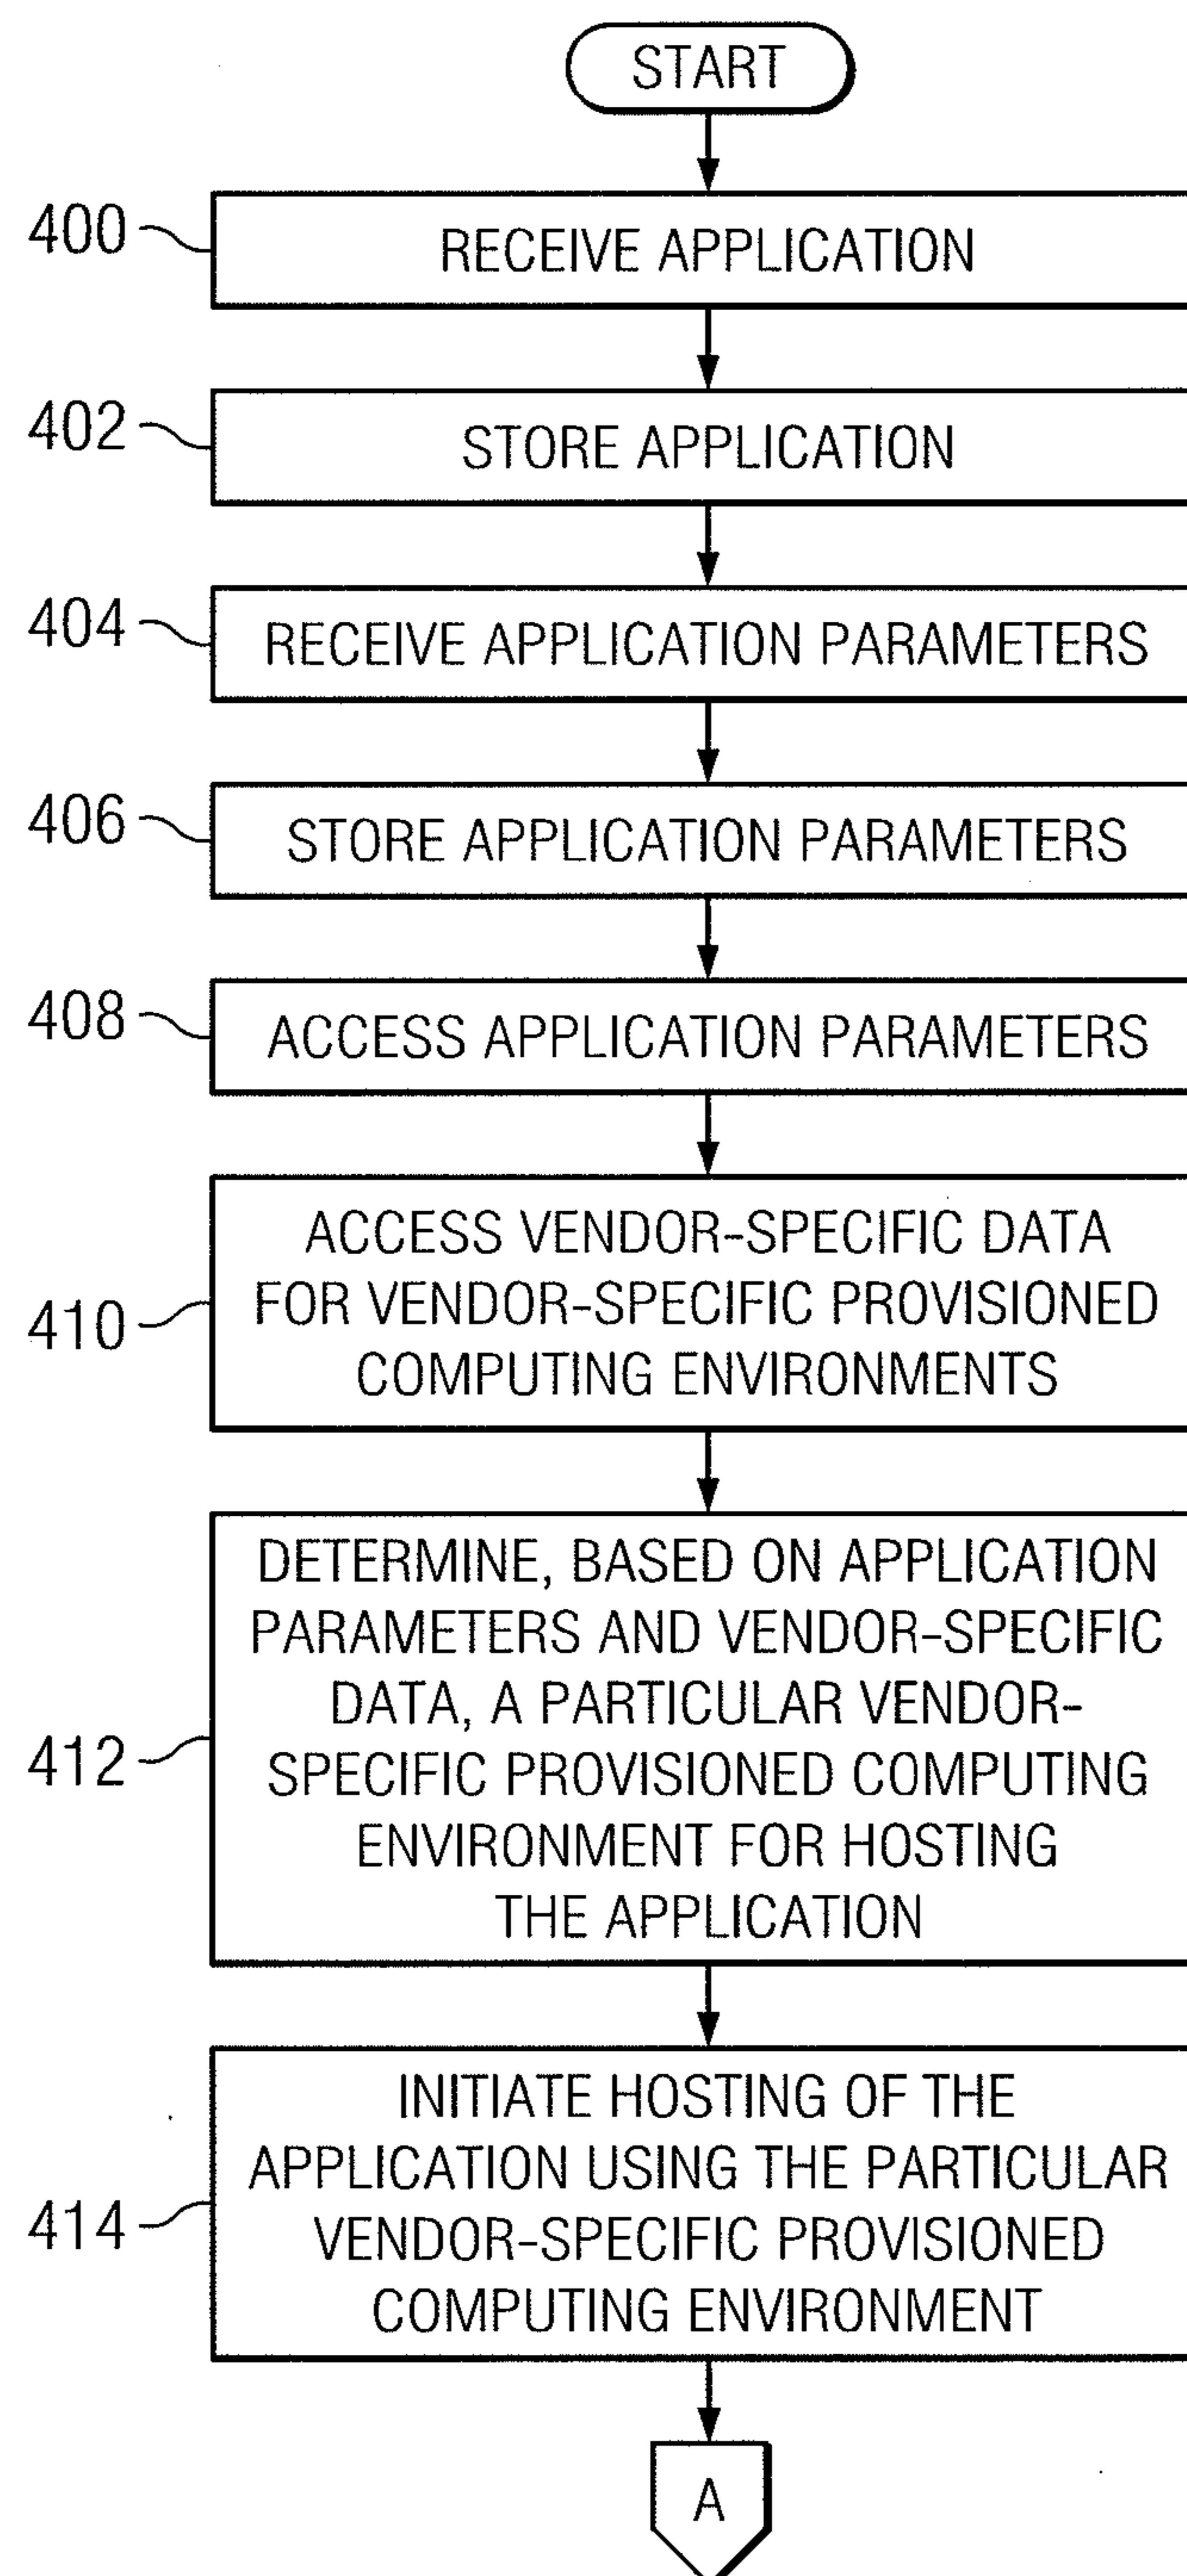 START
400
RECEIVE APPLICATION
402
STORE APPLICATION
404
RECEIVE APPLICATION PARAMETERS
406
STORE APPLICATION PARAMETERS
408
ACCESS APPLICATION PARAMETERS
410
ACCESS VENDOR-SPECIFIC DATA
FOR VENDOR-SPECIFIC PROVISIONED
COMPUTING ENVIRONMENTS
412
DETERMINE, BASED ON APPLICATION
PARAMETERS AND VENDOR-SPECIFIC
DATA, A PARTICULAR VENDOR-
SPECIFIC PROVISIONED COMPUTING
ENVIRONMENT FOR HOSTING
THE APPLICATION
414
INITIATE HOSTING OF THE
APPLICATION USING THE PARTICULAR
VENDOR-SPECIFIC PROVISIONED
COMPUTING ENVIRONMENT
A